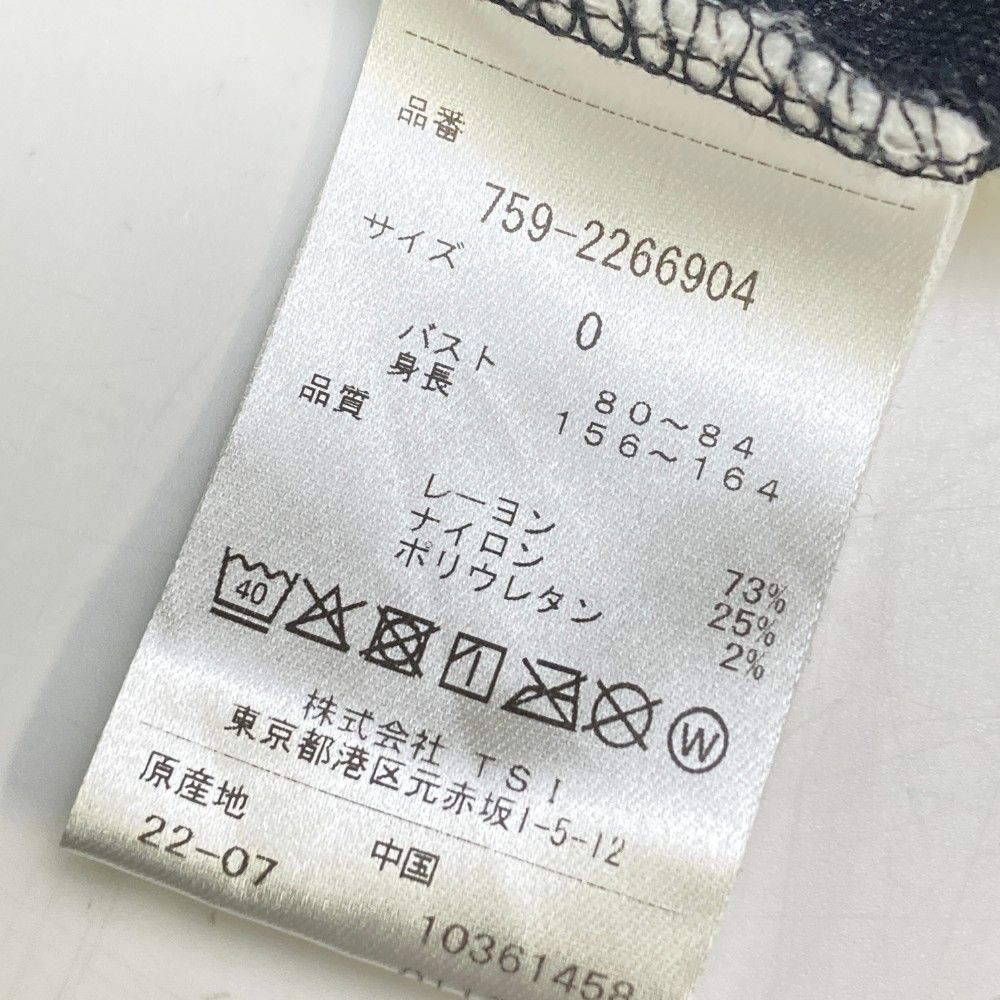 品番
759-2266904
サイズ
0
バスト 80～84
身長 156～164
品質
レーヨン 73%
ナイロン 25%
ポリウレタン 2%
40
W
株式会社 TSI
東京都港区元赤坂1-5-12
原産地 中国
22-07
10361458